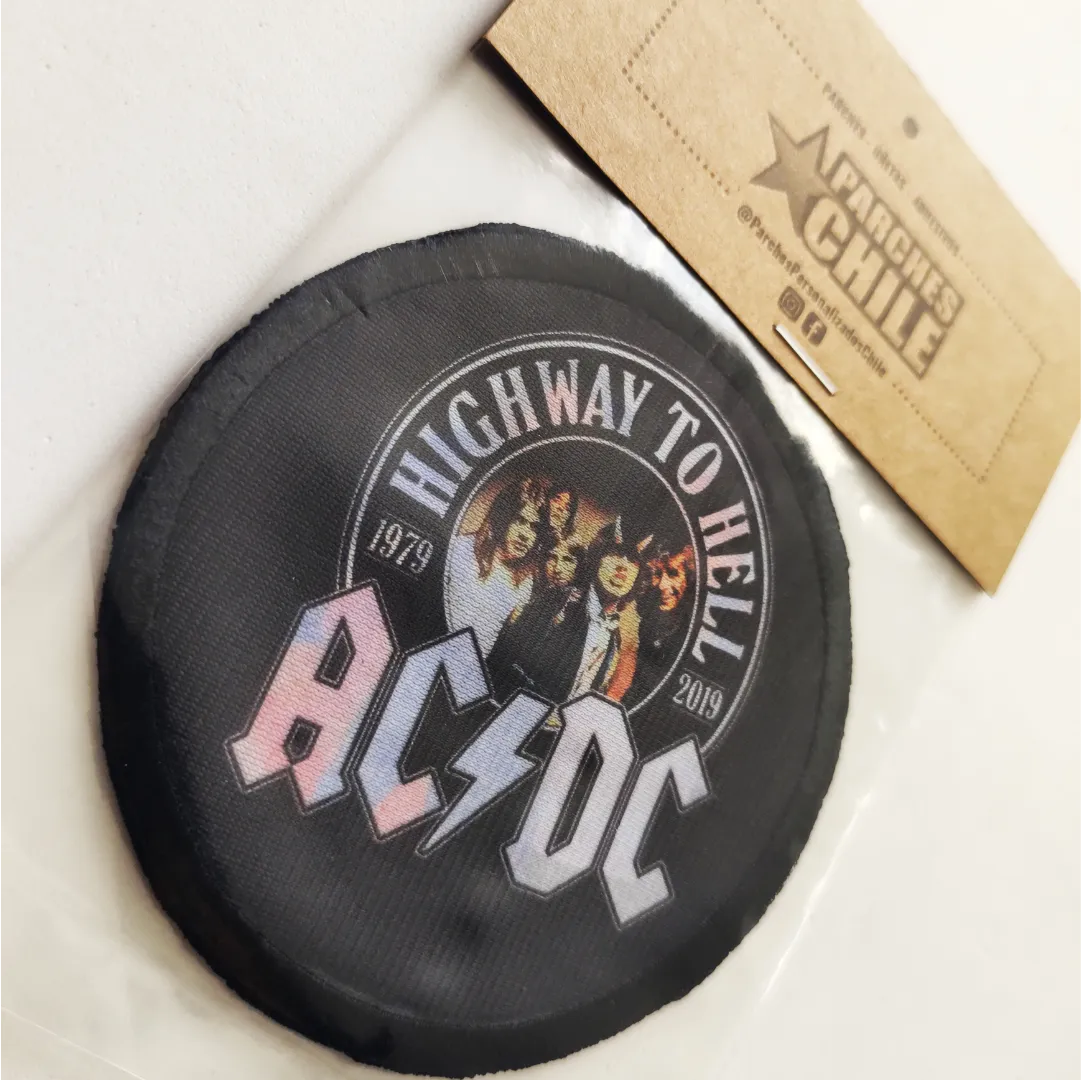 PARCHES
CHILE
@ParchesPersonalizadosChile
HIGHWAY TO HELL
1979
2019
AC/DC